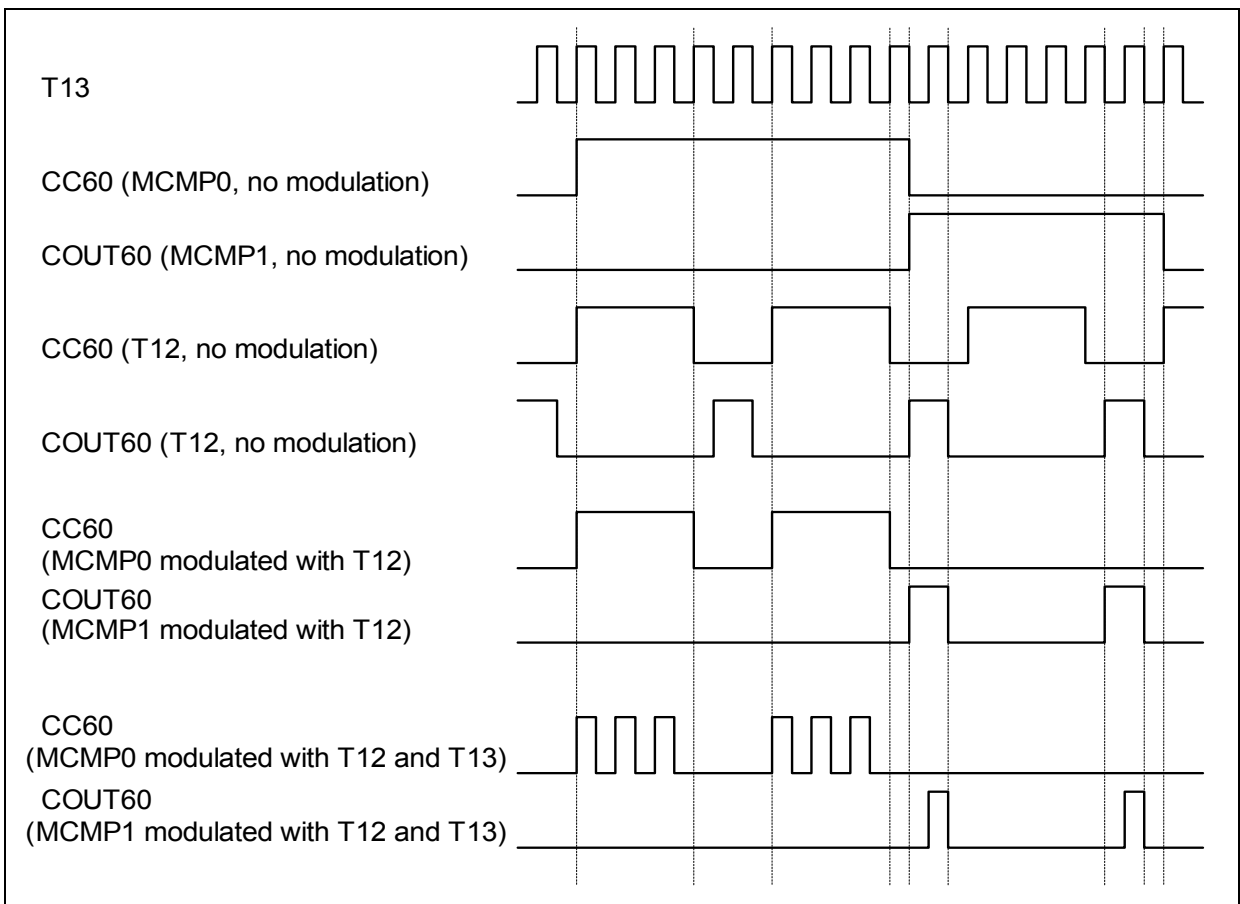 T13
CC60 (MCMP0, no modulation)
COUT60 (MCMP1, no modulation)
CC60 (T12, no modulation)
COUT60 (T12, no modulation)
CC60
(MCMP0 modulated with T12)
COUT60
(MCMP1 modulated with T12)
CC60
(MCMP0 modulated with T12 and T13)
COUT60
(MCMP1 modulated with T12 and T13)